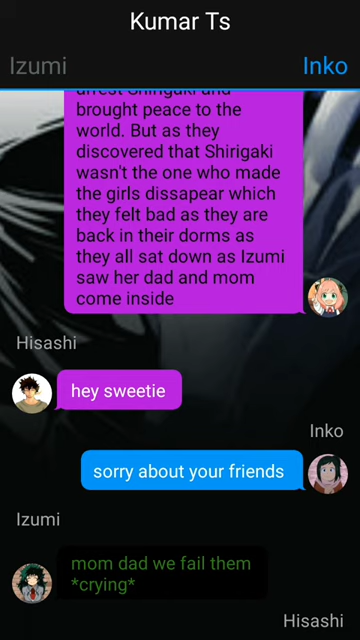 Kumar Ts
Izumi
Inko
arrest Shirigaki and
brought peace to the
world. But as they
discovered that Shirigaki
wasn't the one who made
the girls dissapear which
they felt bad as they are
back in their dorms as
they all sat down as Izumi
saw her dad and mom
come inside
Hisashi
hey sweetie
Inko
sorry about your friends
Izumi
mom dad we fail them
*crying*
Hisashi